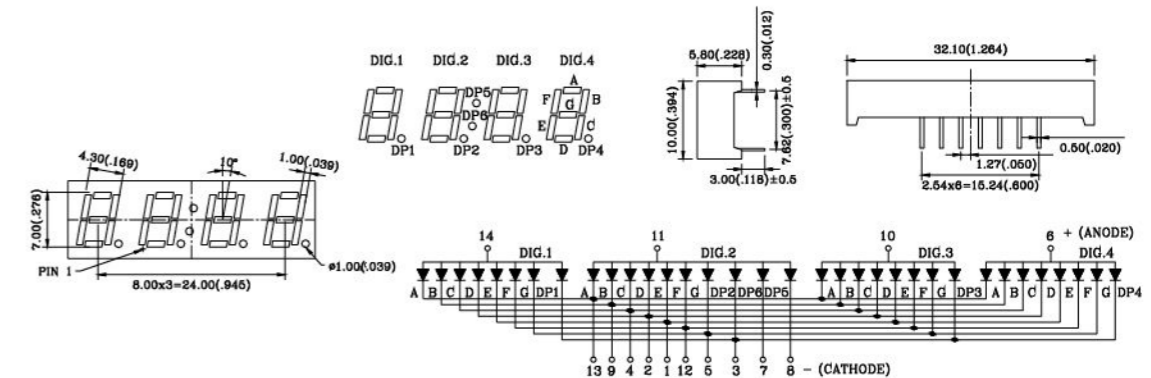 DIG.1 DIG.2 DIG.3 DIG.4
A
F G B
DP5
DP6
E C
D
DP1 DP2 DP3 DP4
5.80(.228)
0.30(.012)
10.00(.394)
7.62(.300)±0.5
3.00(.118)±0.5
32.10(1.264)
0.50(.020)
1.27(.050)
2.54x6=15.24(.600)
4.30(.169)
10°
1.00(.039)
7.00(.276)
PIN 1
ø1.00(.039)
8.00x3=24.00(.945)
14 11 10 6 + (ANODE)
DIG.1 DIG.2 DIG.3 DIG.4
A B C D E F G DP1 A B C D E F G DP2 DP6 DP5 A B C D E F G DP3 A B C D E F G DP4
13 9 4 2 1 12 5 3 7 8 - (CATHODE)